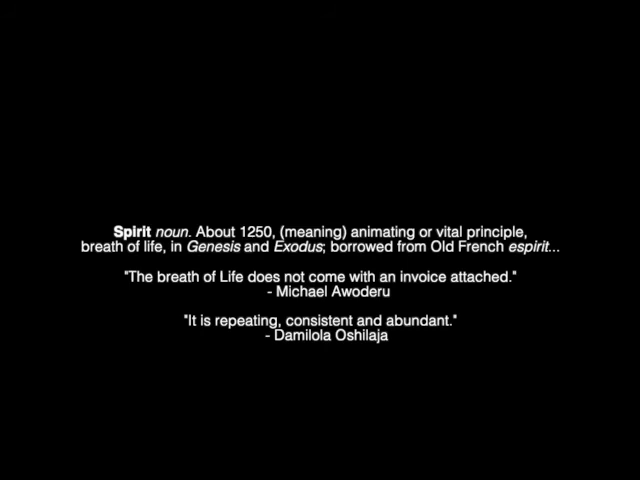 Spirit noun. About 1250, (meaning) animating or vital principle,
breath of life, in Genesis and Exodus; borrowed from Old French espirit...
"The breath of Life does not come with an invoice attached."
- Michael Awoderu
"It is repeating, consistent and abundant."
- Damilola Oshilaja